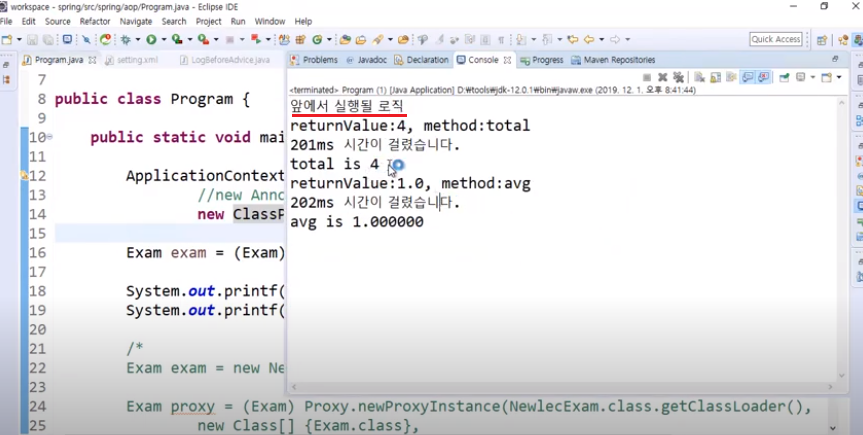 workspace - spring/src/spring/aop/Program.java - Eclipse IDE
File Edit Source Refactor Navigate Search Project Run Window Help
Quick Access
Program.java setting.xml LogBeforeAdvice.java
Problems Javadoc Declaration Console Progress Maven Repositories
<terminated> Program (1) [Java Application] D:\tools\jdk-12.0.1\bin\javaw.exe (2019. 12. 1. 오후 8:41:44)
7
8 public class Program {
9
10 public static void mai
11
12 ApplicationContext
13 //new Anno
14 new ClassP
15
16 Exam exam = (Exam)
17
18 System.out.printf(
19 System.out.printf(
20
21 /*
22 Exam exam = new Ne
23
24 Exam proxy = (Exam) Proxy.newProxyInstance(NewlecExam.class.getClassLoader(),
25 new Class[] {Exam.class},
앞에서 실행될 로직
returnValue:4, method:total
201ms 시간이 걸렸습니다.
total is 4
returnValue:1.0, method:avg
202ms 시간이 걸렸습니다.
avg is 1.000000